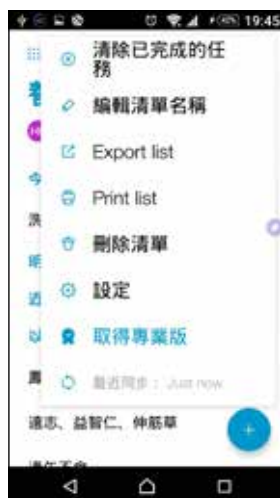 19:45
清除已完成的任
務
編輯清單名稱
Export list
Print list
刪除清單
設定
取得專業版
最近同步： Just now
遠志、益智仁、伸筋草